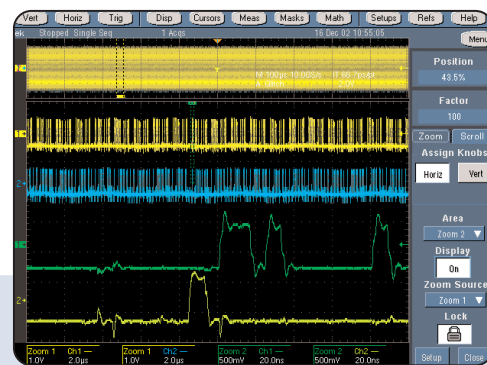 Vert Horiz Trig Disp Cursors Meas Masks Math Setups Refs Help
ek Stopped Single Seq 1 Acqs 16 Dec 02 10:55:05
Menu
Position
43.5%
Factor
100
Zoom Scroll
Assign Knobs
Horiz Vert
Area
Zoom 2 ▼
Display
On
Zoom Source
Zoom 1 ▼
Lock
Setup Close
Zoom 1 Ch1 Zoom 1 Ch2 Zoom 2 Ch1 Zoom 2 Ch2
1.0V 2.0µs 1.0V 2.0µs 500mV 20.0ns 500mV 20.0ns